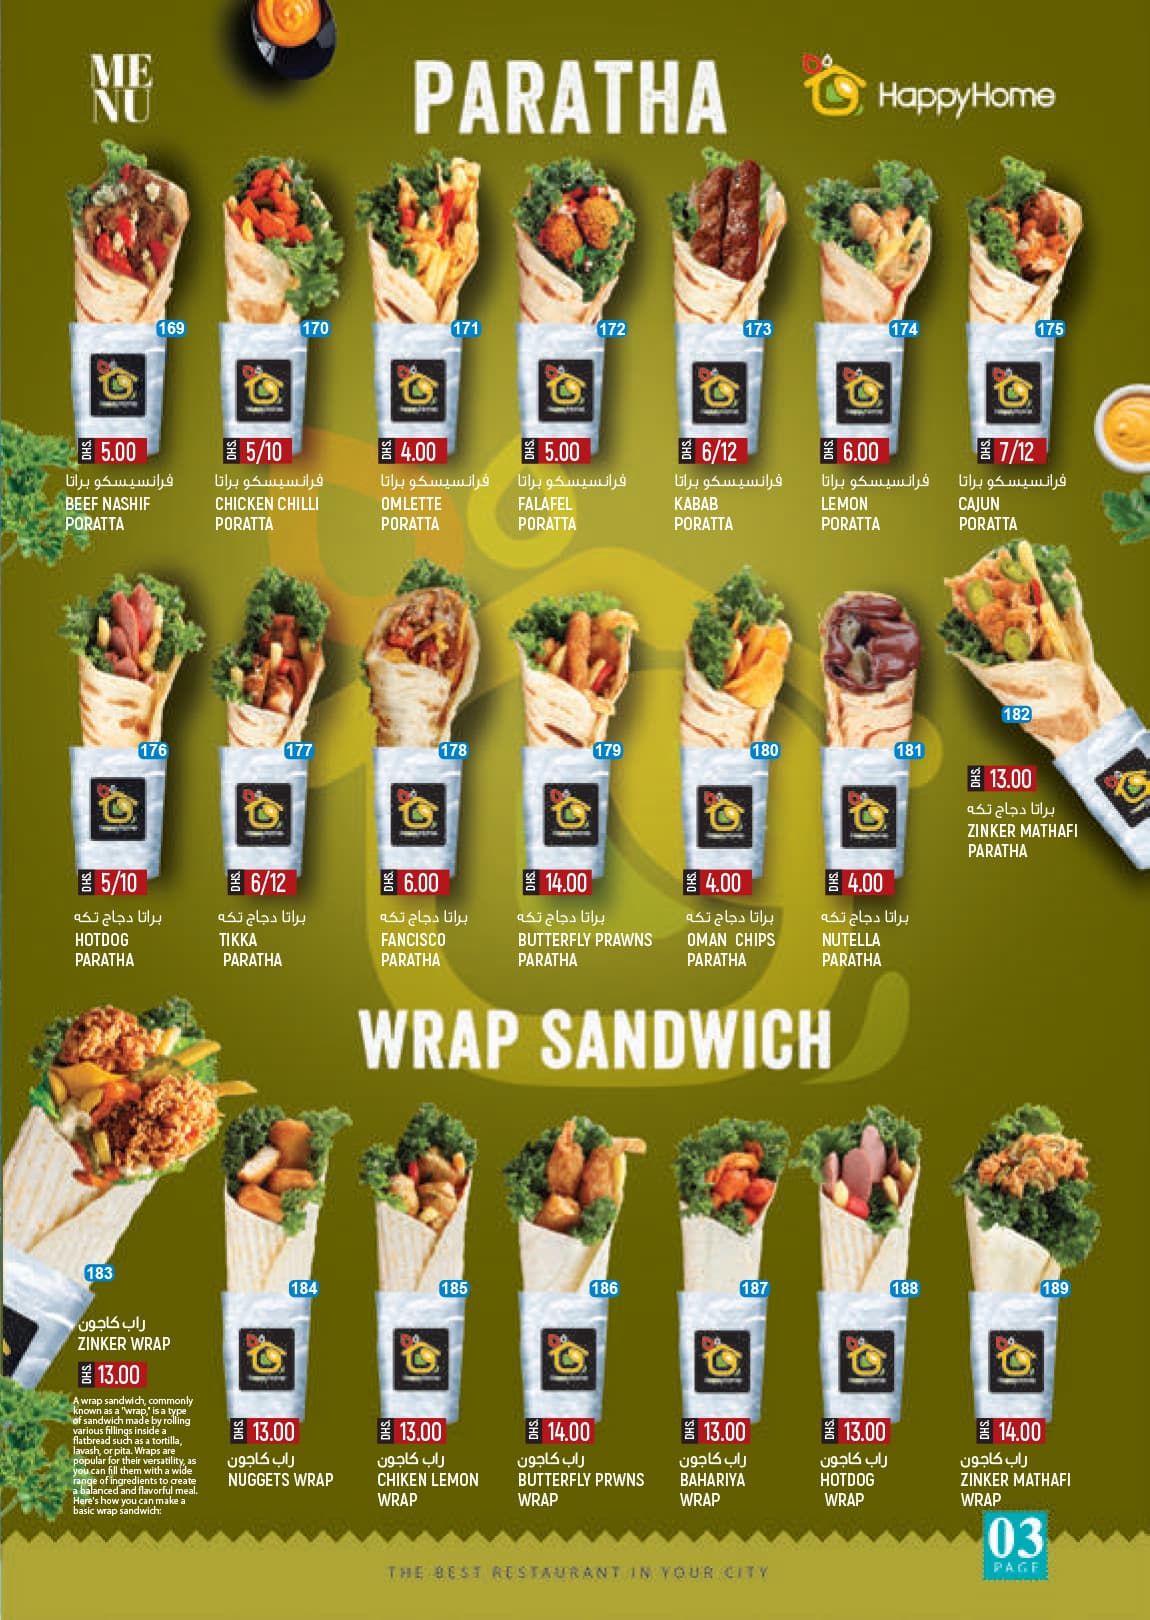 ME
NU
PARATHA
HappyHome
169
170
171
172
173
174
175
DHS. 5.00
DHS. 5/10
DHS. 4.00
DHS. 5.00
DHS. 6/12
DHS. 6.00
DHS. 7/12
فرانسيسكو براتا
BEEF NASHIF
PORATTA
فرانسيسكو براتا
CHICKEN CHILLI
PORATTA
فرانسيسكو براتا
OMLETTE
PORATTA
فرانسيسكو براتا
FALAFEL
PORATTA
فرانسيسكو براتا
KABAB
PORATTA
فرانسيسكو براتا
LEMON
PORATTA
فرانسيسكو براتا
CAJUN
PORATTA
176
177
178
179
180
181
182
DHS. 5/10
DHS. 6/12
DHS. 6.00
DHS. 14.00
DHS. 4.00
DHS. 4.00
DHS. 13.00
براتا دجاج تكه
ZINKER MATHAFI
PARATHA
براتا دجاج تكه
HOTDOG
PARATHA
براتا دجاج تكه
TIKKA
PARATHA
براتا دجاج تكه
FANCISCO
PARATHA
براتا دجاج تكه
BUTTERFLY PRAWNS
PARATHA
براتا دجاج تكه
OMAN CHIPS
PARATHA
براتا دجاج تكه
NUTELLA
PARATHA
WRAP SANDWICH
183
راب كاجون
ZINKER WRAP
DHS. 13.00
A wrap sandwich, commonly
known as a "wrap," is a type
of sandwich made by rolling
various fillings inside a
flatbread such as a tortilla,
lavash, or pita. Wraps are
popular for their versatility, as
you can fill them with a wide
range of ingredients to create
a balanced and flavorful meal.
Here's how you can make a
basic wrap sandwich:
184
185
186
187
188
189
DHS. 13.00
DHS. 13.00
DHS. 14.00
DHS. 13.00
DHS. 13.00
DHS. 14.00
راب كاجون
NUGGETS WRAP
راب كاجون
CHIKEN LEMON
WRAP
راب كاجون
BUTTERFLY PRWNS
WRAP
راب كاجون
BAHARIYA
WRAP
راب كاجون
HOTDOG
WRAP
راب كاجون
ZINKER MATHAFI
WRAP
03
PAGE
THE BEST RESTAURANT IN YOUR CITY